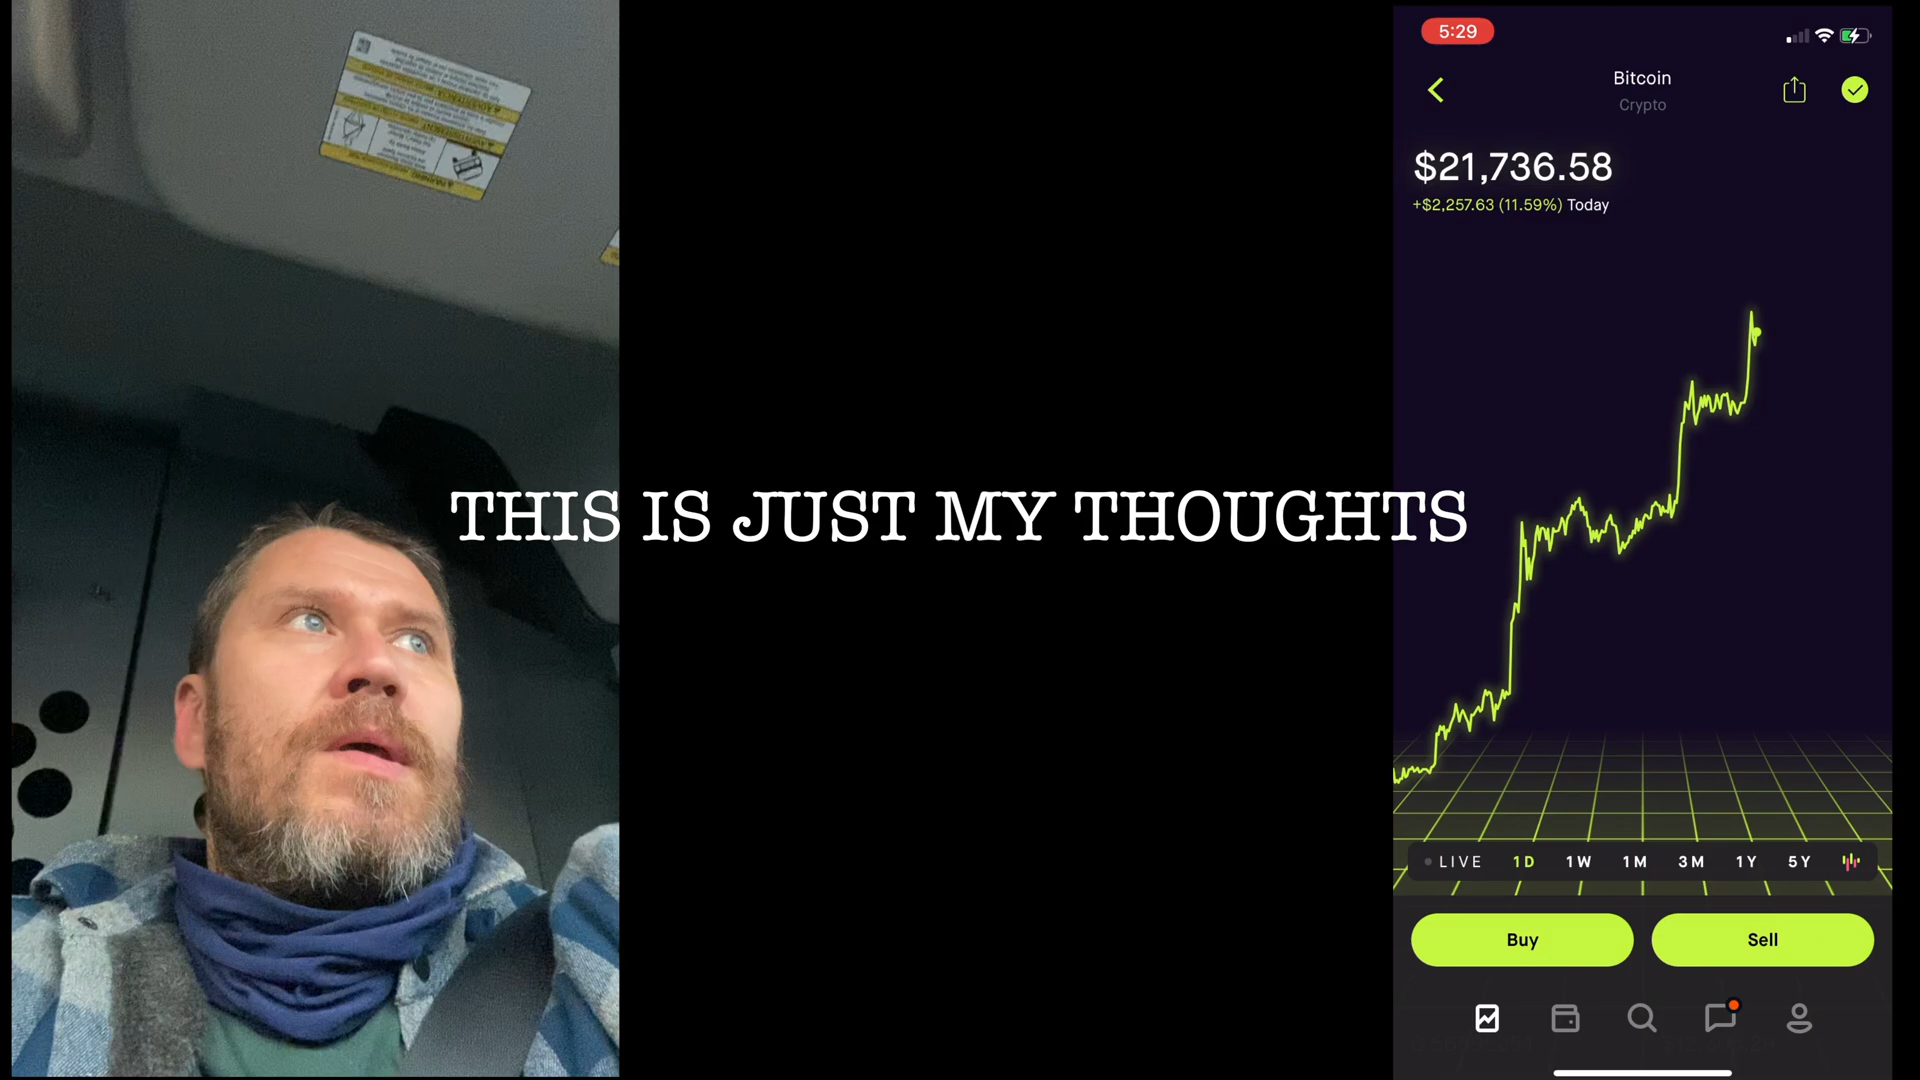 5:29
Bitcoin
Crypto
$21,736.58
+$2,257.63 (11.59%) Today
THIS IS JUST MY THOUGHTS
LIVE 1D 1W 1M 3M 1Y 5Y
Buy Sell